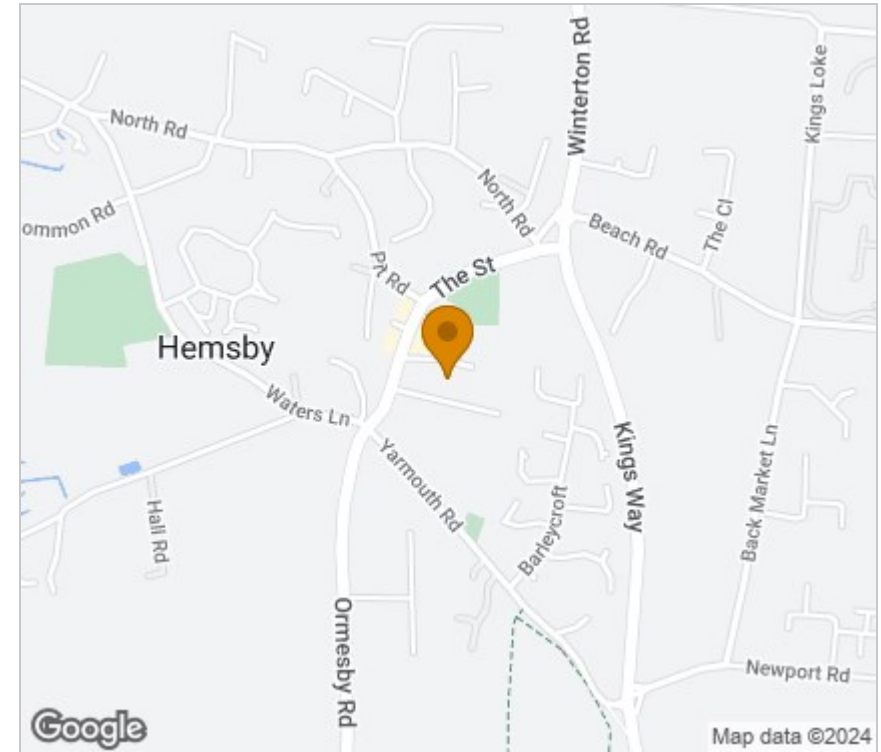 Winterton Rd
Kings Loke
North Rd
North Rd
The Cl
ommon Rd
Beach Rd
Pit Rd
The St
Hemsby
Waters Ln
Kings Way
Yarmouth Rd
Back Market Ln
Barleycroft
Hall Rd
Ormesby Rd
Newport Rd
Google
Map data ©2024